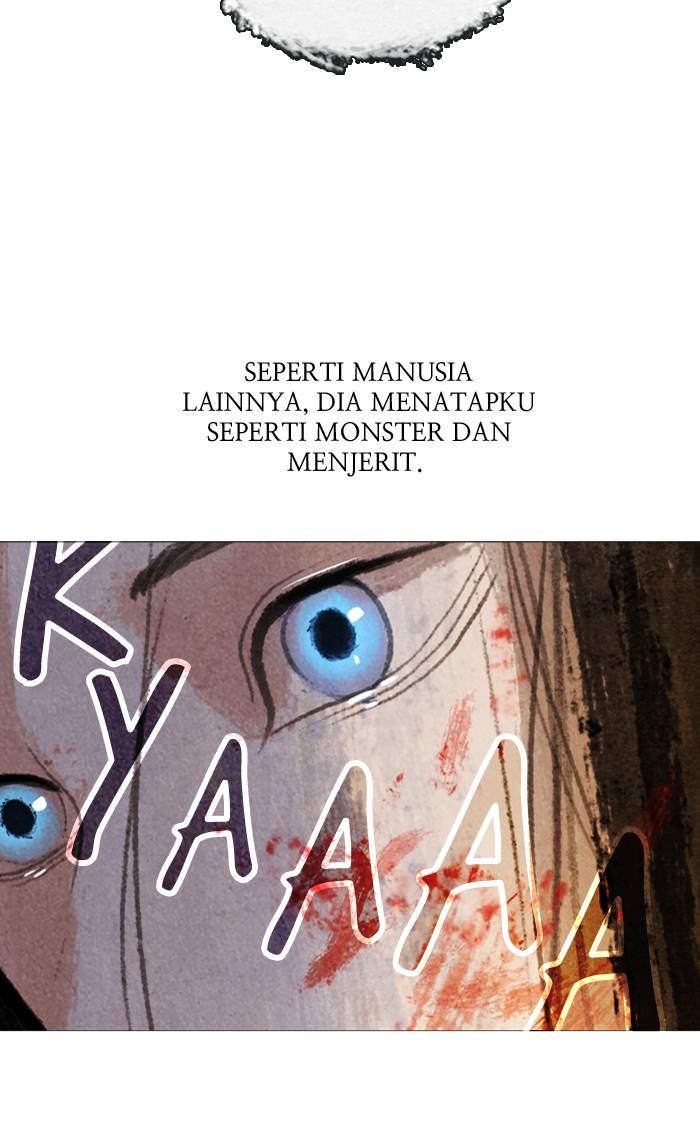 SEPERTI MANUSIA
LAINNYA, DIA MENATAPKU
SEPERTI MONSTER DAN
MENJERIT.
KYAAAAA